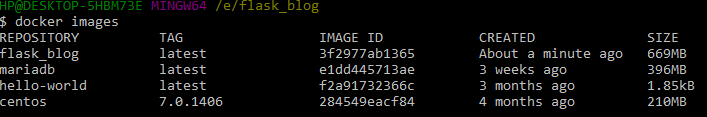 HP@DESKTOP-5HBM73E MINGW64 /e/flask_blog
$ docker images
REPOSITORY TAG IMAGE ID CREATED SIZE
flask_blog latest 3f2977ab1365 About a minute ago 669MB
mariadb latest e1dd445713ae 3 weeks ago 396MB
hello-world latest f2a91732366c 3 months ago 1.85kB
centos 7.0.1406 284549eacf84 4 months ago 210MB